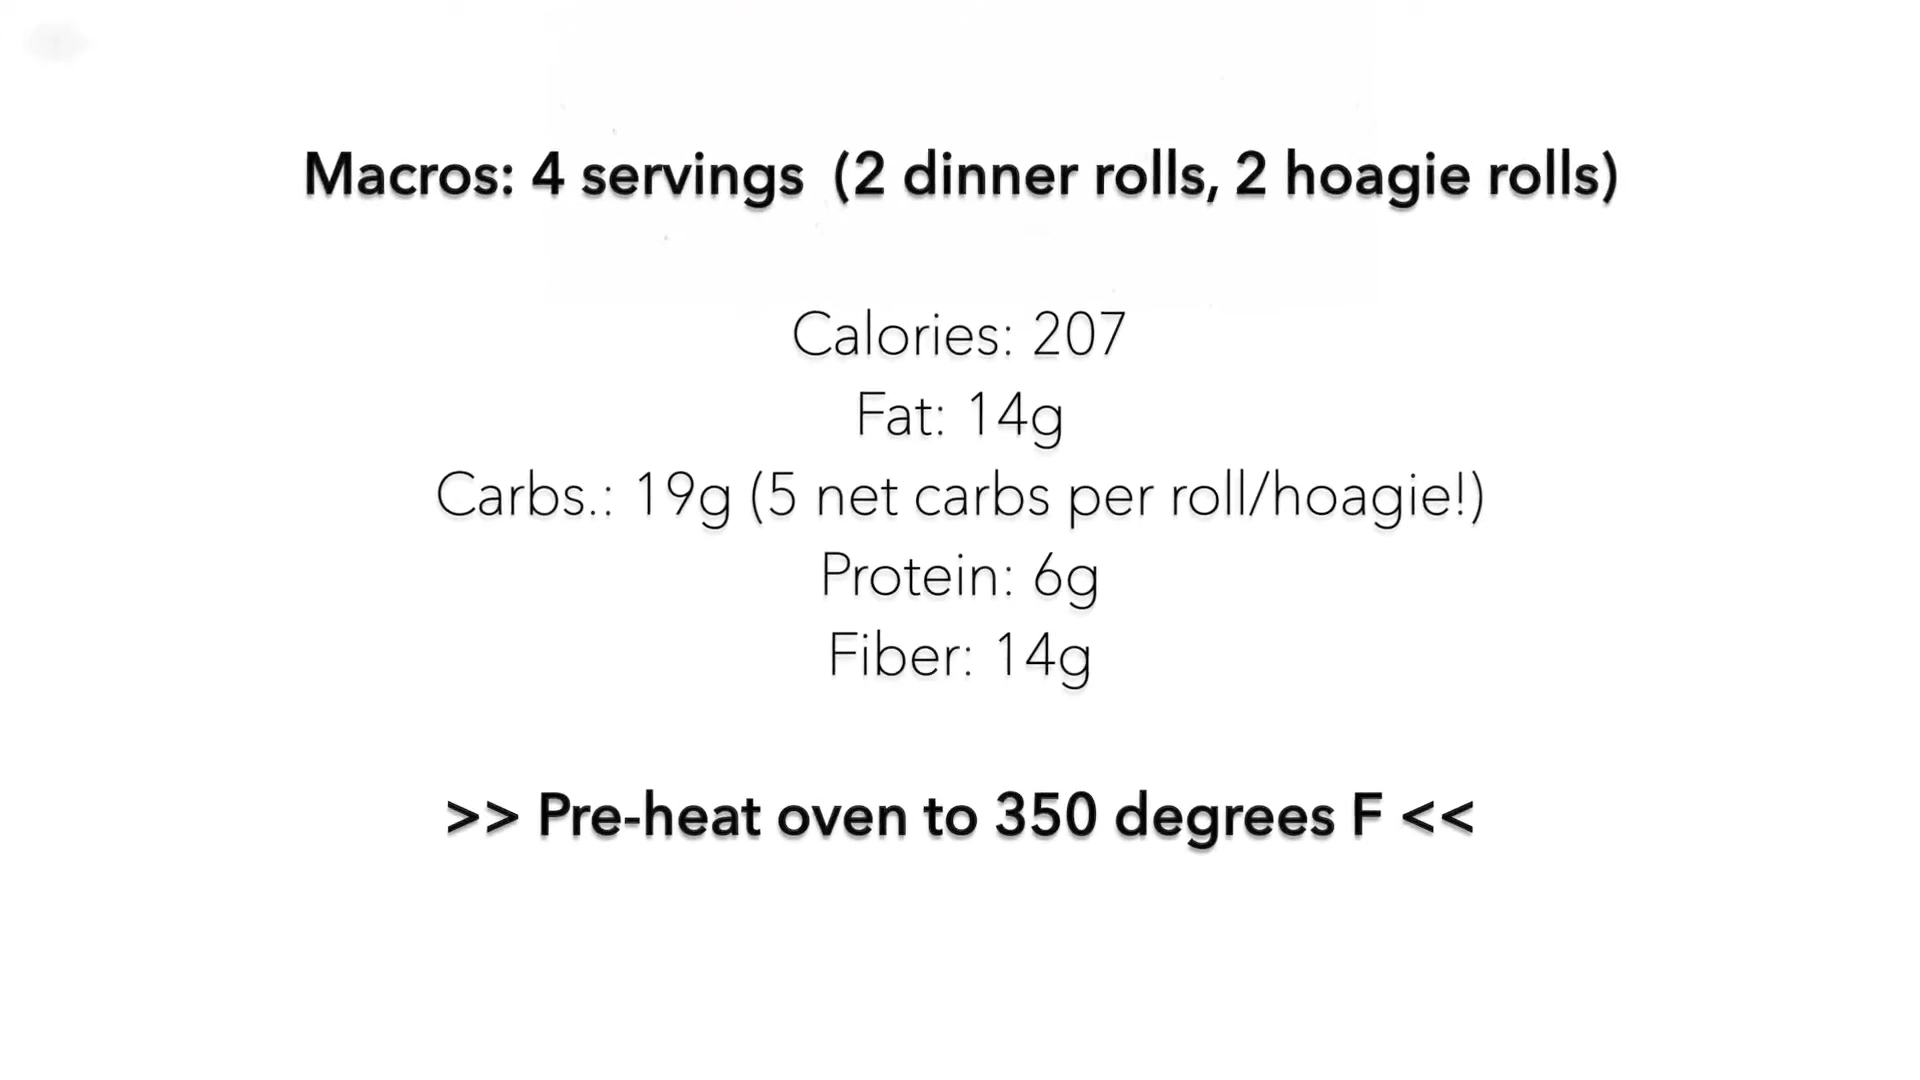 Macros: 4 servings (2 dinner rolls, 2 hoagie rolls)
Calories: 207
Fat: 14g
Carbs.: 19g (5 net carbs per roll/hoagie!)
Protein: 6g
Fiber: 14g
>> Pre-heat oven to 350 degrees F <<